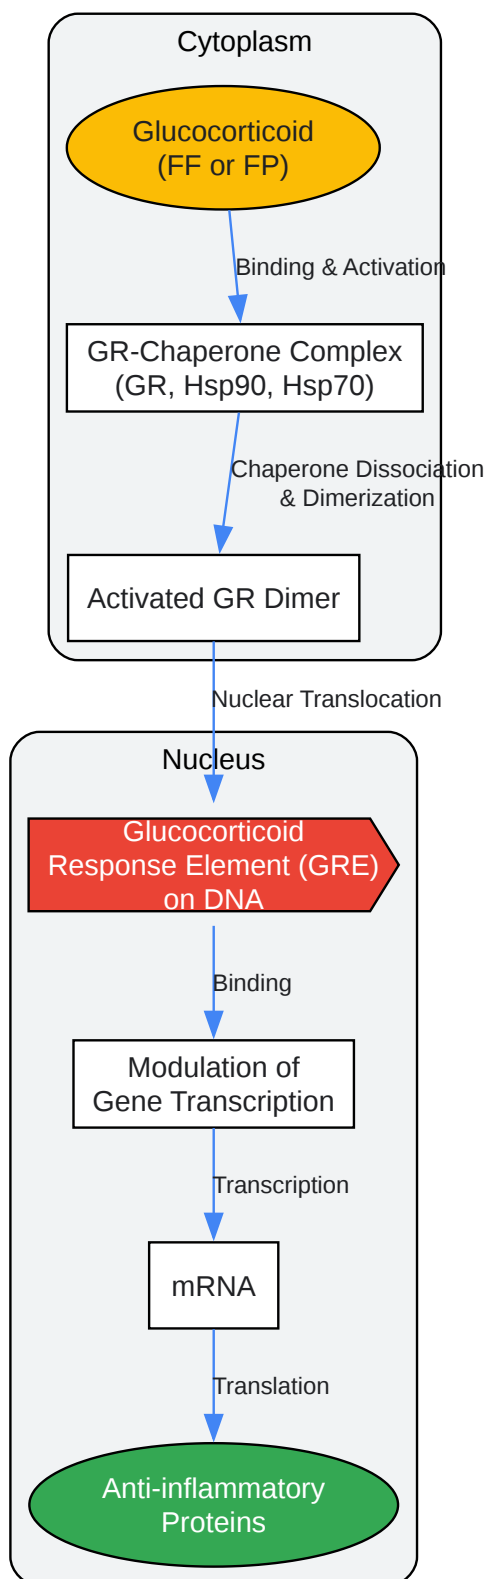 Cytoplasm
Glucocorticoid
(FF or FP)
Binding & Activation
GR-Chaperone Complex
(GR, Hsp90, Hsp70)
Chaperone Dissociation
& Dimerization
Activated GR Dimer
Nuclear Translocation
Nucleus
Glucocorticoid
Response Element (GRE)
on DNA
Binding
Modulation of
Gene Transcription
Transcription
mRNA
Translation
Anti-inflammatory
Proteins